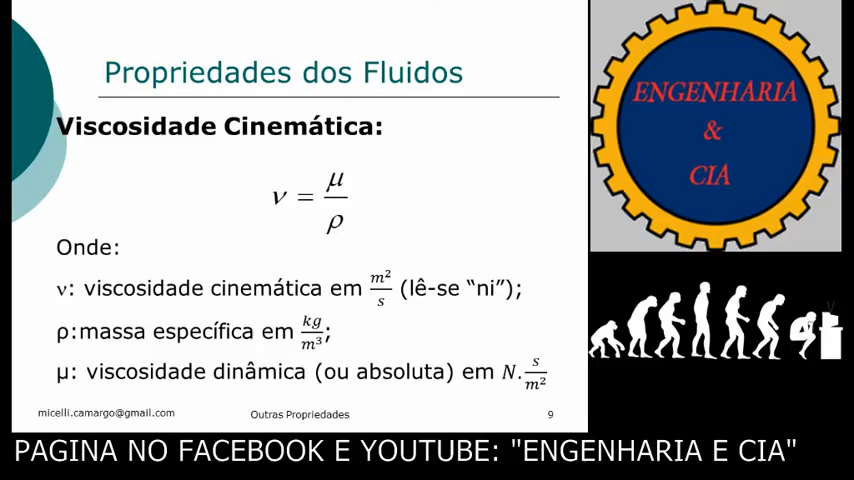 Propriedades dos Fluidos
Viscosidade Cinemática:
ν = μ/ρ
Onde:
ν: viscosidade cinemática em m²/s (lê-se “ni”);
ρ:massa específica em kg/m³;
μ: viscosidade dinâmica (ou absoluta) em N.s/m²
micelli.camargo@gmail.com
Outras Propriedades
9
ENGENHARIA
&
CIA
PAGINA NO FACEBOOK E YOUTUBE: "ENGENHARIA E CIA"